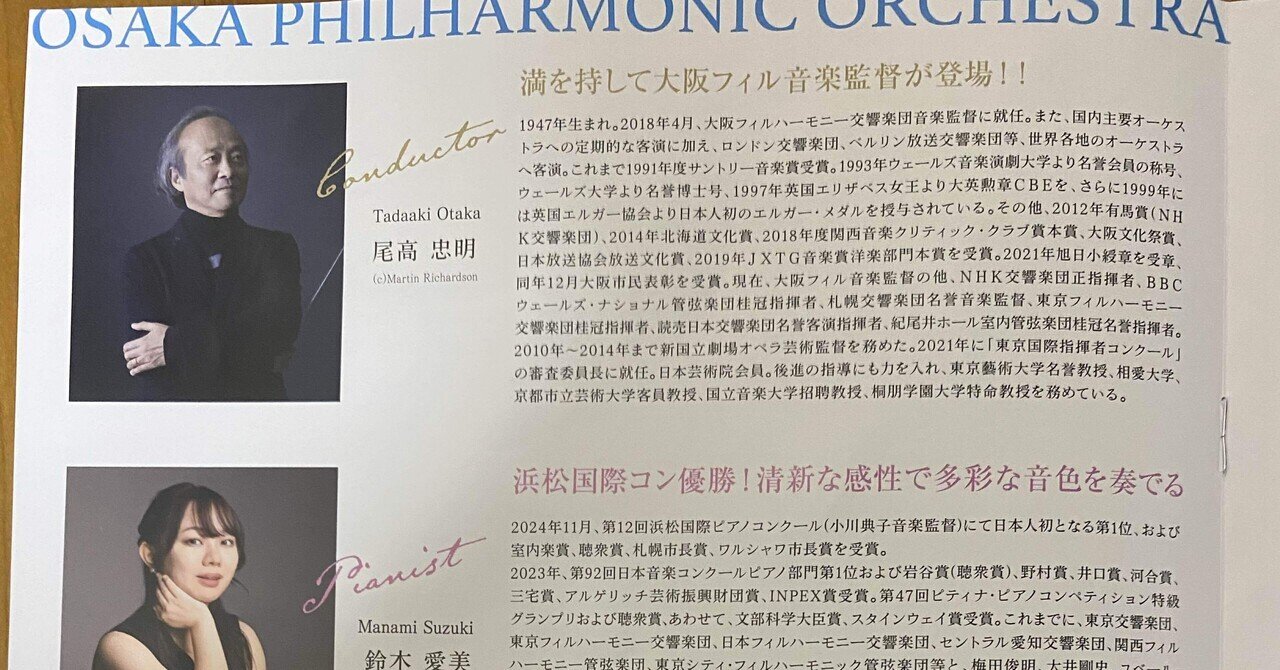 OSAKA PHILHARMONIC ORCHESTRA
Conductor
Tadaaki Otaka
尾高 忠明
(c)Martin Richardson
満を持して大阪フィル音楽監督が登場!!
1947年生まれ。2018年4月、大阪フィルハーモニー交響楽団音楽監督に就任。また、国内主要オーケス
トラへの定期的な客演に加え、ロンドン交響楽団、ベルリン放送交響楽団等、世界各地のオーケストラ
へ客演。これまで1991年度サントリー音楽賞受賞。1993年ウェールズ音楽演劇大学より名誉会員の称号、
ウェールズ大学より名誉博士号、1997年英国エリザベス女王より大英勲章CBEを、さらに1999年に
は英国エルガー協会より日本人初のエルガー・メダルを授与されている。その他、2012年有馬賞(NH
K交響楽団)、2014年北海道文化賞、2018年度関西音楽クリティック・クラブ賞本賞、大阪文化祭賞、
日本放送協会放送文化賞、2019年JXTG音楽賞洋楽部門本賞を受賞。2021年旭日小綬章を受章、
同年12月大阪市民表彰を受賞。現在、大阪フィル音楽監督の他、NHK交響楽団正指揮者、BBC
ウェールズ・ナショナル管弦楽団桂冠指揮者、札幌交響楽団名誉音楽監督、東京フィルハーモニー
交響楽団桂冠指揮者、読売日本交響楽団名誉客演指揮者、紀尾井ホール室内管弦楽団桂冠名誉指揮者。
2010年～2014年まで新国立劇場オペラ芸術監督を務めた。2021年に「東京国際指揮者コンクール」
の審査委員長に就任。日本芸術院会員。後進の指導にも力を入れ、東京藝術大学名誉教授、相愛大学、
京都市立芸術大学客員教授、国立音楽大学招聘教授、桐朋学園大学特命教授を務めている。
Pianist
Manami Suzuki
鈴木 愛美
浜松国際コン優勝!清新な感性で多彩な音色を奏でる
2024年11月、第12回浜松国際ピアノコンクール(小川典子音楽監督)にて日本人初となる第1位、および
室内楽賞、聴衆賞、札幌市長賞、ワルシャワ市長賞を受賞。
2023年、第92回日本音楽コンクールピアノ部門第1位および岩谷賞(聴衆賞)、野村賞、井口賞、河合賞、
三宅賞、アルゲリッチ芸術振興財団賞、INPEX賞受賞。第47回ピティナ・ピアノコンペティション特級
グランプリおよび聴衆賞、あわせて、文部科学大臣賞、スタインウェイ賞受賞。これまでに、東京交響楽団、
東京フィルハーモニー交響楽団、日本フィルハーモニー交響楽団、セントラル愛知交響楽団、関西フィル
ハーモニー管弦楽団、東京シティ・フィルハーモニック管弦楽団等と、梅田俊明、大井剛史、